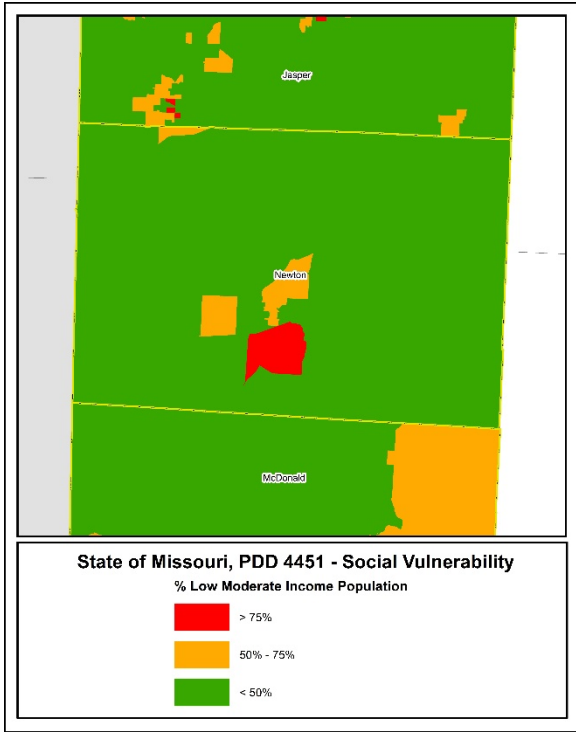 Jasper
Newton
McDonald
State of Missouri, PDD 4451 - Social Vulnerability
% Low Moderate Income Population
> 75%
50% - 75%
< 50%